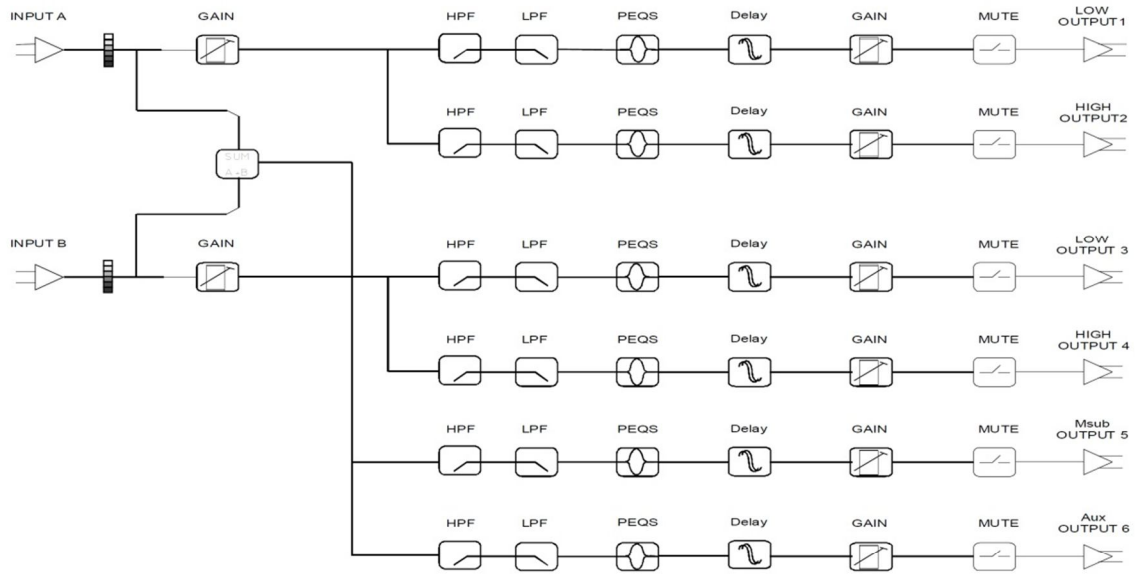 INPUT A
GAIN
HPF
LPF
PEQS
Delay
GAIN
MUTE
LOW
OUTPUT 1
HPF
LPF
PEQS
Delay
GAIN
MUTE
HIGH
OUTPUT2
SUM
A+B
INPUT B
GAIN
HPF
LPF
PEQS
Delay
GAIN
MUTE
LOW
OUTPUT 3
HPF
LPF
PEQS
Delay
GAIN
MUTE
HIGH
OUTPUT 4
HPF
LPF
PEQS
Delay
GAIN
MUTE
Msub
OUTPUT 5
HPF
LPF
PEQS
Delay
GAIN
MUTE
Aux
OUTPUT 6